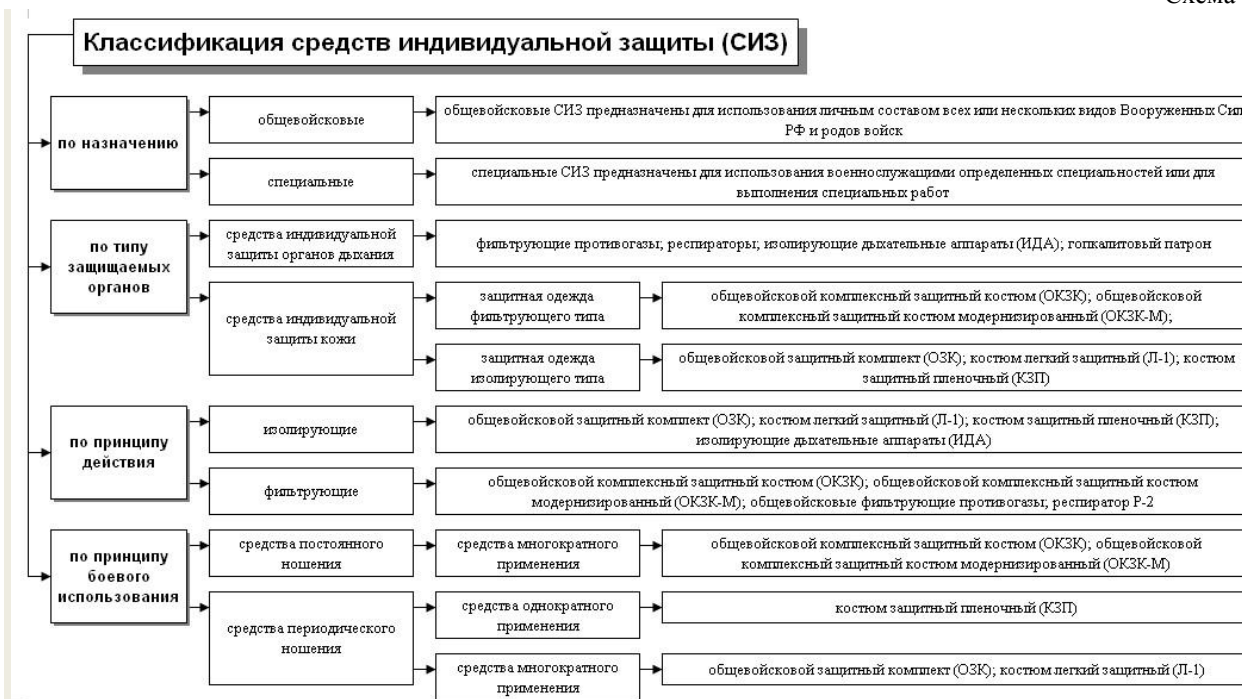 Схема
Классификация средств индивидуальной защиты (СИЗ)
по назначению
общевойсковые
общевойсковые СИЗ предназначены для использования личным составом всех или нескольких видов Вооруженных Сил
РФ и родов войск
специальные
специальные СИЗ предназначены для использования военнослужащими определенных специальностей или для
выполнения специальных работ
по типу
защищаемых
органов
средства индивидуальной
защиты органов дыхания
фильтрующие противогазы; респираторы; изолирующие дыхательные аппараты (ИДА); гопкалитовый патрон
средства индивидуальной
защиты кожи
защитная одежда
фильтрующего типа
общевойсковой комплексный защитный костюм (ОКЗК); общевойсковой
комплексный защитный костюм модернизированный (ОКЗК-М);
защитная одежда
изолирующего типа
общевойсковой защитный комплект (ОЗК); костюм легкий защитный (Л-1); костюм
защитный пленочный (КЗП)
по принципу
действия
изолирующие
общевойсковой защитный комплект (ОЗК); костюм легкий защитный (Л-1); костюм защитный пленочный (КЗП);
изолирующие дыхательные аппараты (ИДА)
фильтрующие
общевойсковой комплексный защитный костюм (ОКЗК); общевойсковой комплексный защитный костюм
модернизированный (ОКЗК-М); общевойсковые фильтрующие противогазы; респиратор Р-2
по принципу
боевого
использования
средства постоянного
ношения
средства многократного
применения
общевойсковой комплексный защитный костюм (ОКЗК); общевойсковой
комплексный защитный костюм модернизированный (ОКЗК-М)
средства периодического
ношения
средства однократного
применения
костюм защитный пленочный (КЗП)
средства многократного
применения
общевойсковой защитный комплект (ОЗК); костюм легкий защитный (Л-1)